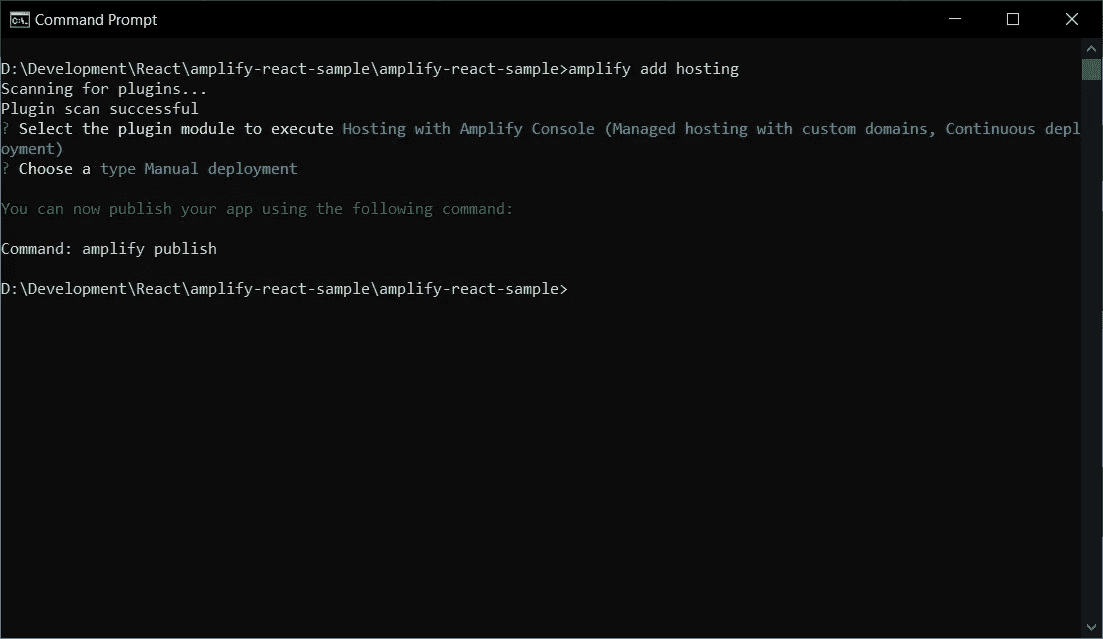 Command Prompt
D:\Development\React\amplify-react-sample\amplify-react-sample>amplify add hosting
Scanning for plugins...
Plugin scan successful
? Select the plugin module to execute Hosting with Amplify Console (Managed hosting with custom domains, Continuous depl
oyment)
? Choose a type Manual deployment
You can now publish your app using the following command:
Command: amplify publish
D:\Development\React\amplify-react-sample\amplify-react-sample>